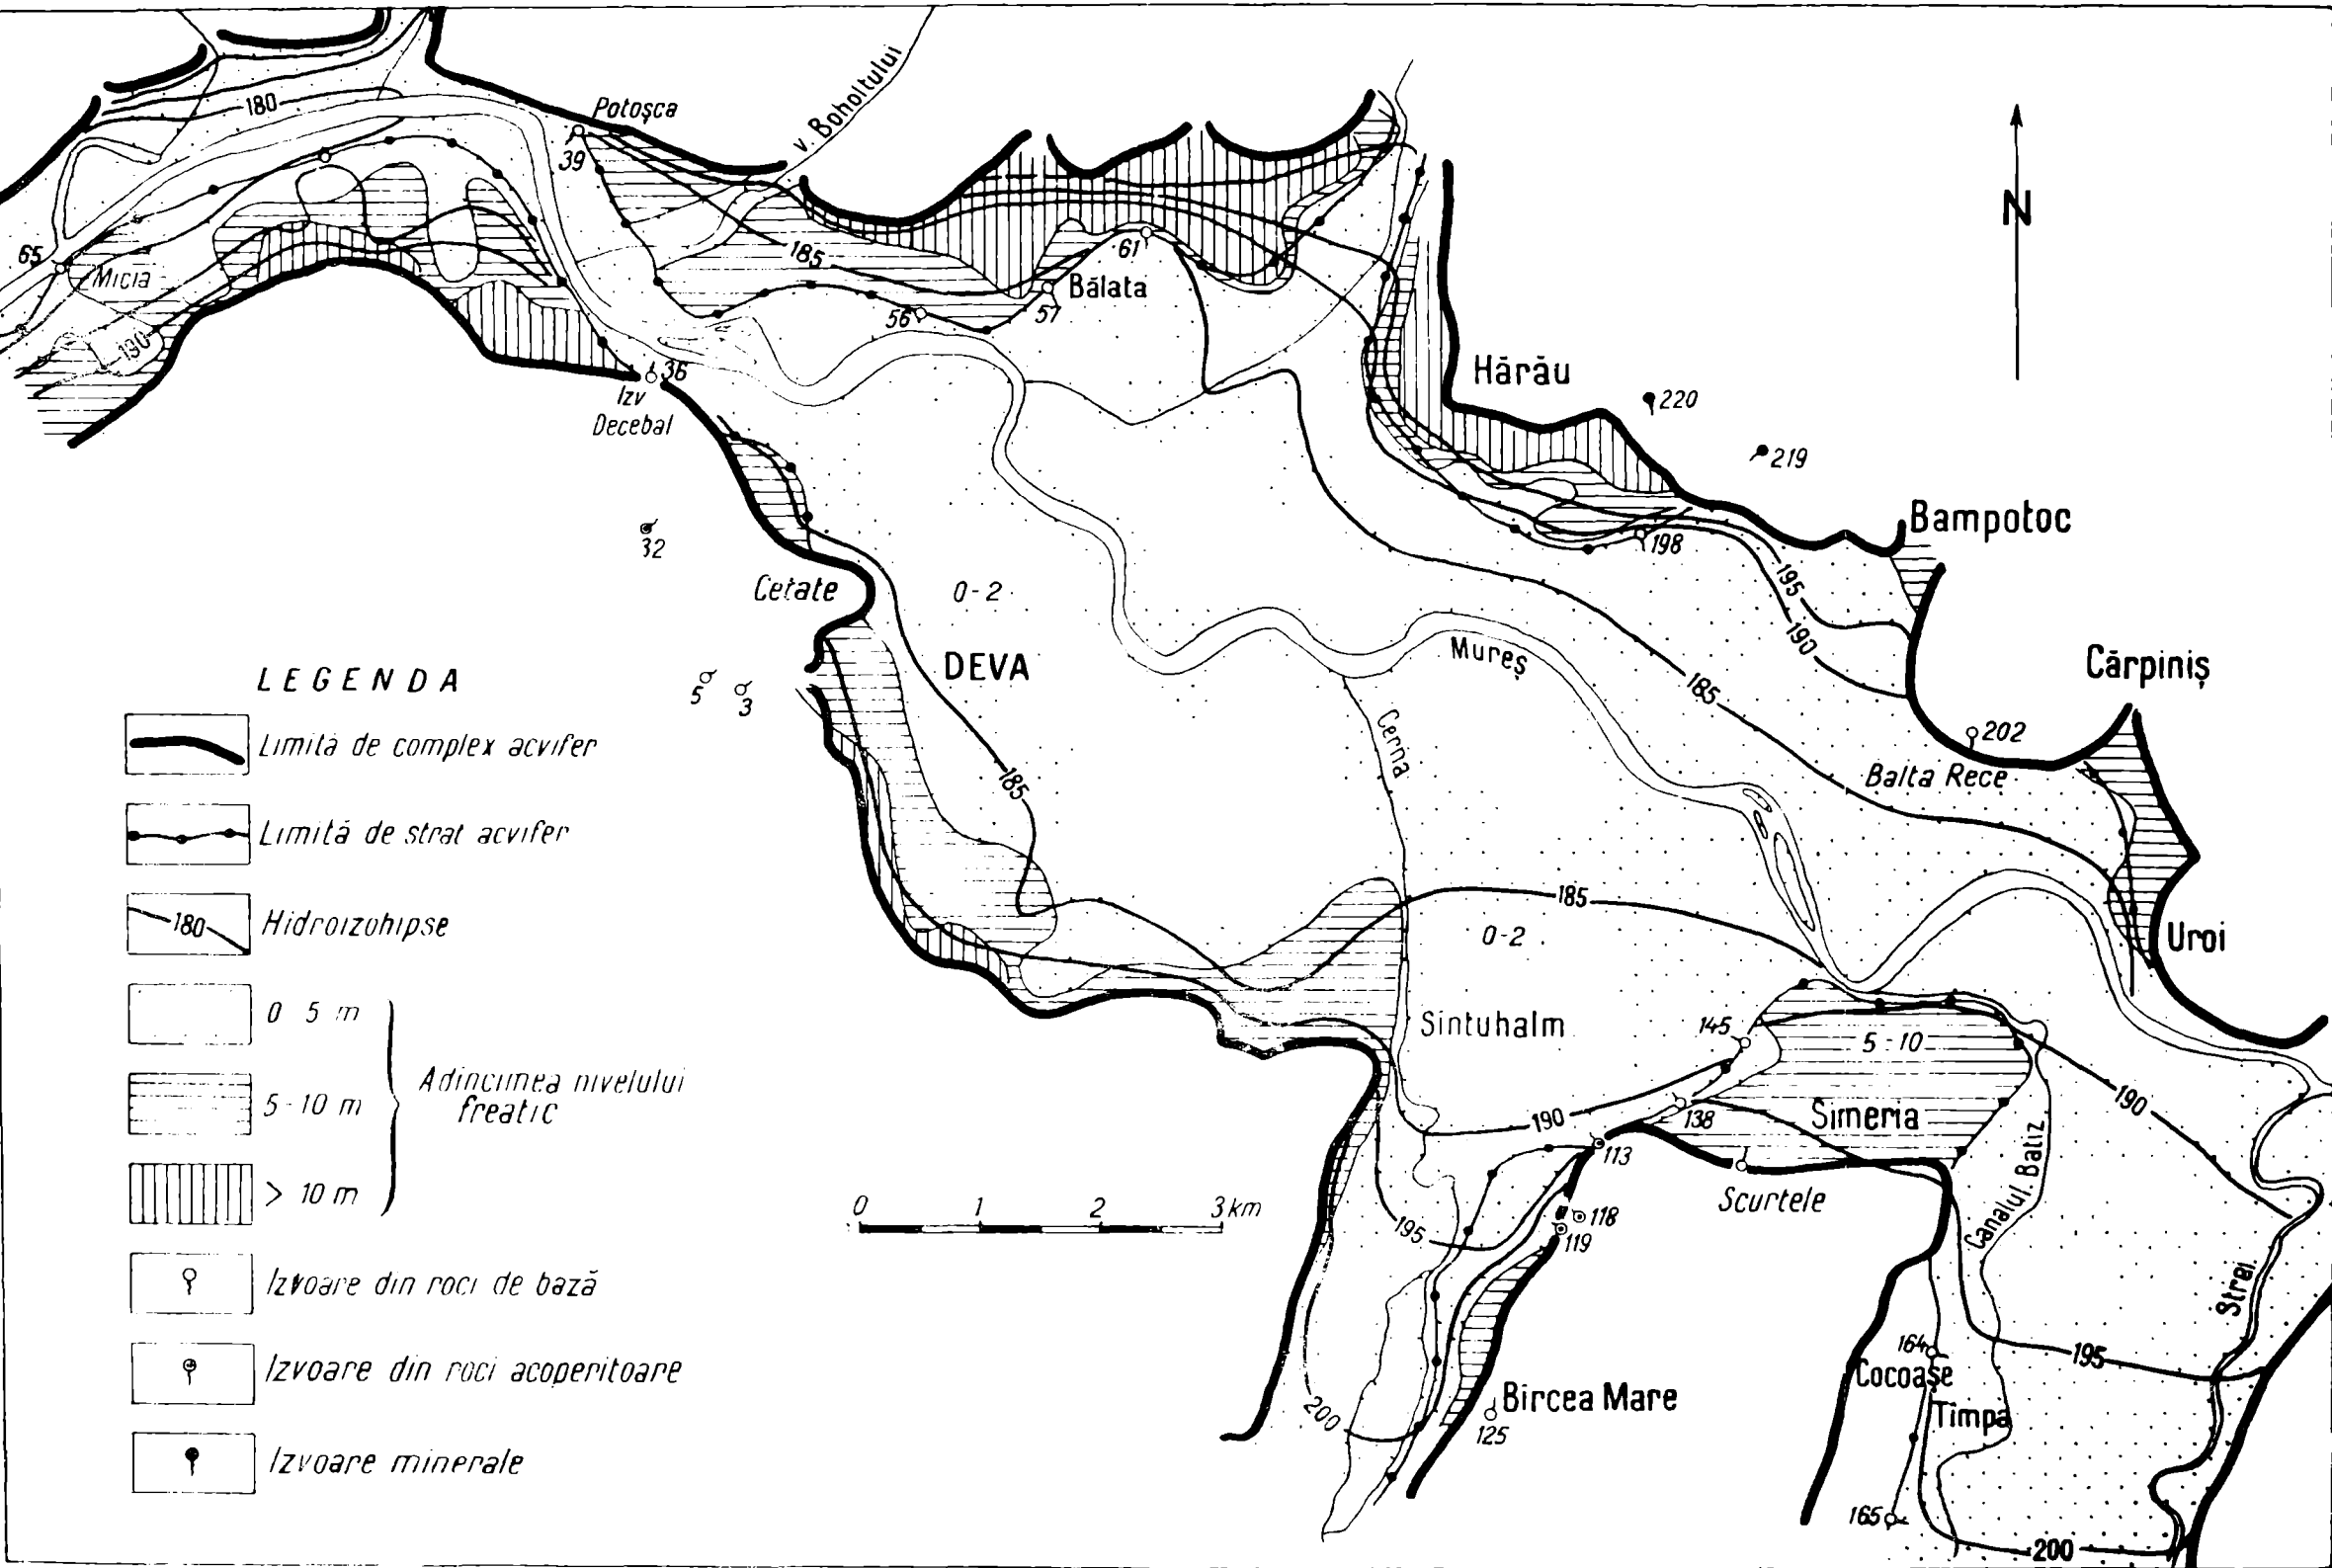 180
Potoşca
39
v. Boholtului
N
65
Micia
190
185
61
Bălata
56
57
36
Izv
Decebal
Hărău
220
219
Bampotoc
198
32
Cetate
0-2
195
190
DEVA
Mureş
Cărpiniş
5
3
185
202
Balta Rece
Cerna
185
185
0-2
Uroi
Sintuhalm
145
5-10
190
138
Simeria
190
113
Scurtele
Canalul Batiz
118
119
195
Strei
164
Cocoaşe
195
Timpa
Bircea Mare
125
200
165
200
LEGENDA
Limită de complex acvifer
Limită de strat acvifer
180
Hidroizohipse
0 5 m
5-10 m
> 10 m
Adincimea nivelului
freatic
Izvoare din roci de bază
Izvoare din roci acoperitoare
Izvoare minerale
0 1 2 3 km